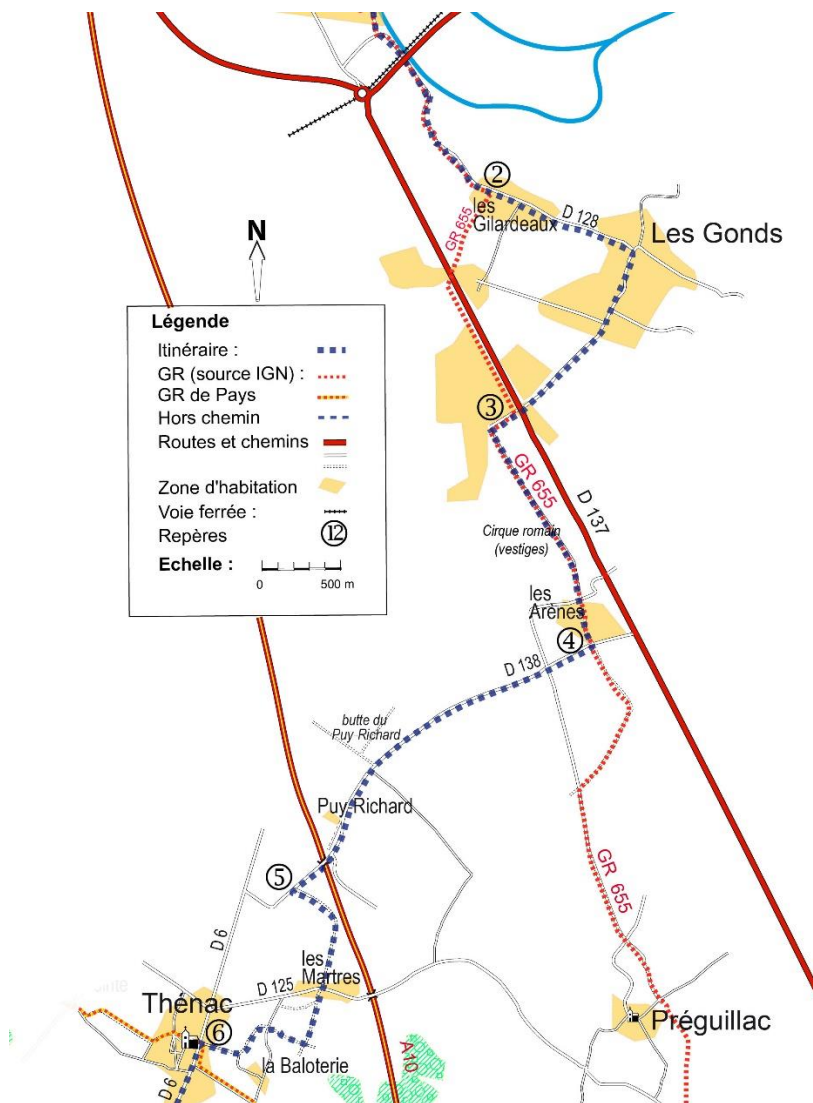 ②
les
Gilardeaux
D 128
Les Gonds
GR 655
N
Légende
Itinéraire :
GR (source IGN) :
GR de Pays
Hors chemin
Routes et chemins
Zone d'habitation
Voie ferrée :
Repères
⑫
Echelle :
0
500 m
③
GR 655
D 137
Cirque romain
(vestiges)
les
Arènes
④
D 138
butte du
Puy Richard
Puy Richard
⑤
GR 655
D 6
les
Martres
D 125
Thénac
⑥
la Baloterie
A10
Préguillac
D 6